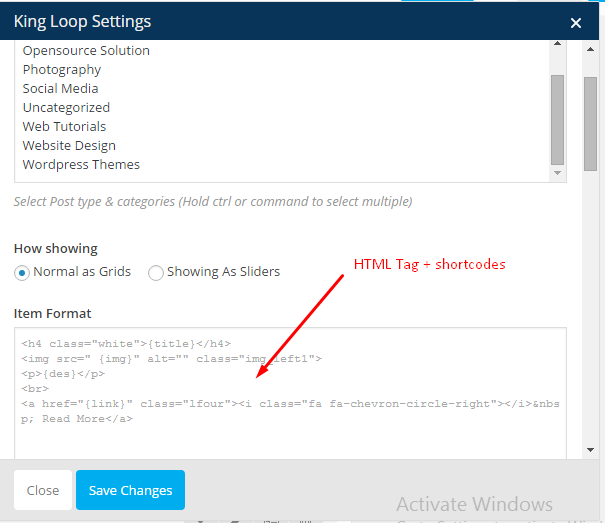 King Loop Settings
Opensource Solution
Photography
Social Media
Uncategorized
Web Tutorials
Website Design
Wordpress Themes
Select Post type & categories (Hold ctrl or command to select multiple)
How showing
Normal as Grids Showing As Sliders
HTML Tag + shortcodes
Item Format
<h4 class="white">{title}</h4>
<img src=" {img}" alt="" class="img_left1">
<p>{des}</p>
<br>
<a href="{link}" class="lfour"><i class="fa fa-chevron-circle-right"></i>&nbs
p; Read More</a>
Close Save Changes
Activate Windows